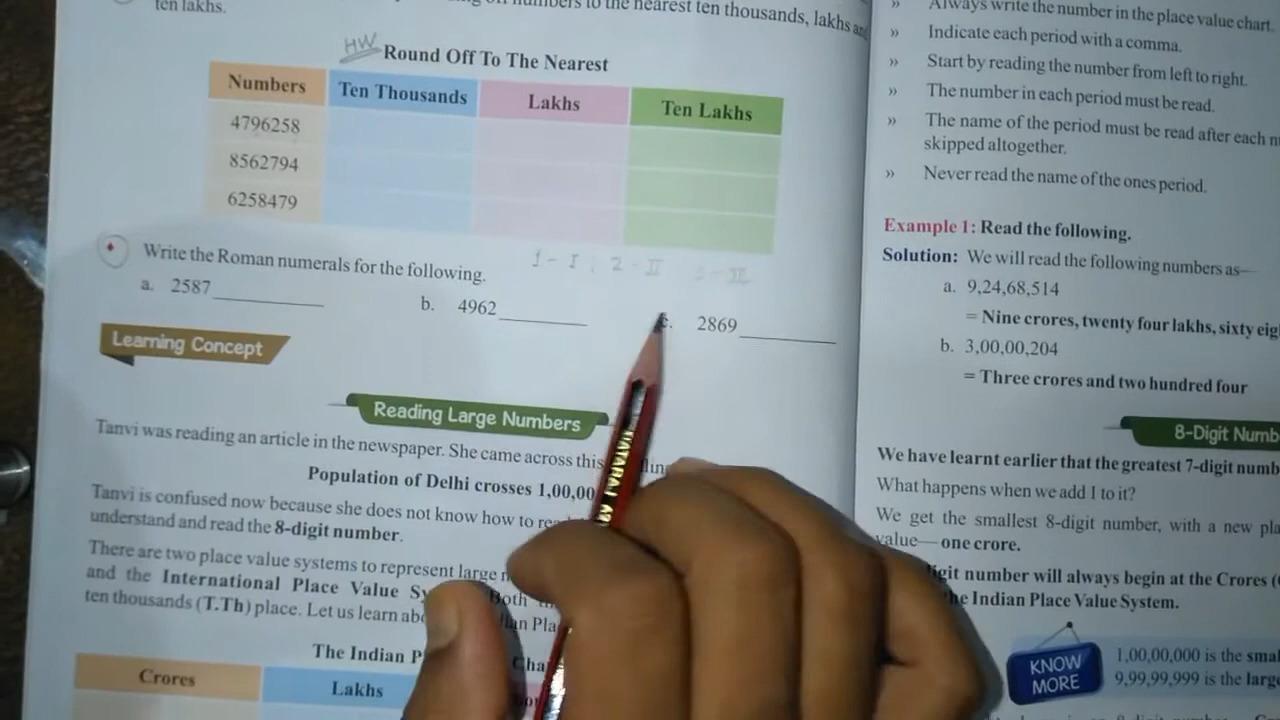 ten lakhs.
numbers to the nearest ten thousands, lakhs
HW
Round Off To The Nearest
Numbers Ten Thousands Lakhs Ten Lakhs
4796258
8562794
6258479
Write the Roman numerals for the following.
1 - I 2 - II
a. 2587
b. 4962
2869
Learning Concept
Reading Large Numbers
Tanvi was reading an article in the newspaper. She came across this
Population of Delhi crosses 1,00,00
Tanvi is confused now because she does not know how to
understand and read the 8-digit number.
There are two place value systems to represent large
and the International Place Value
ten thousands (T.Th) place. Let us learn
The Indian
Crores Lakhs
» Always write the number in the place value chart.
» Indicate each period with a comma.
» Start by reading the number from left to right.
» The number in each period must be read.
» The name of the period must be read after each
skipped altogether.
» Never read the name of the ones period.
Example 1: Read the following.
Solution: We will read the following numbers as—
a. 9,24,68,514
= Nine crores, twenty four lakhs, sixty
b. 3,00,00,204
= Three crores and two hundred four
8-Digit
We have learnt earlier that the greatest 7-digit
What happens when we add 1 to it?
We get the smallest 8-digit number, with a new
value—one crore.
digit number will always begin at the Crores
the Indian Place Value System.
KNOW
MORE
1,00,00,000 is the
9,99,99,999 is the